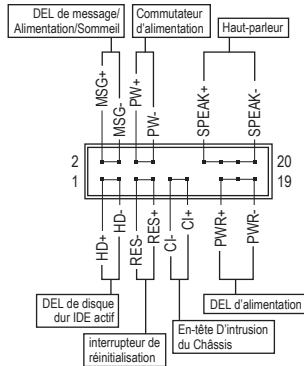 DEL de message/
Alimentation/Sommeil
Commutateur
d'alimentation
Haut-parleur
MSG+
MSG-
PW+
PW-
SPEAK+
SPEAK-
2
20
1
19
HD+
HD-
RES-
RES+
CI-
CI+
PWR+
PWR-
DEL de disque
dur IDE actif
interrupteur de
réinitialisation
En-tête D'intrusion
du Châssis
DEL d'alimentation